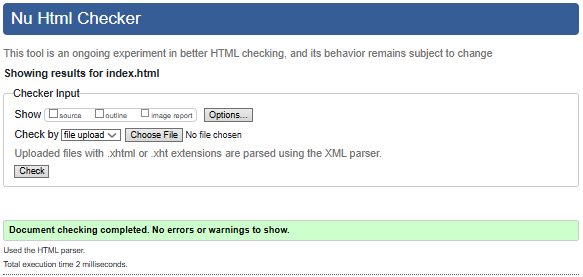 Nu Html Checker
This tool is an ongoing experiment in better HTML checking, and its behavior remains subject to change
Showing results for index.html
Checker Input
Show source outline image report Options...
Check by file upload Choose File No file chosen
Uploaded files with .xhtml or .xht extensions are parsed using the XML parser.
Check
Document checking completed. No errors or warnings to show.
Used the HTML parser.
Total execution time 2 milliseconds.